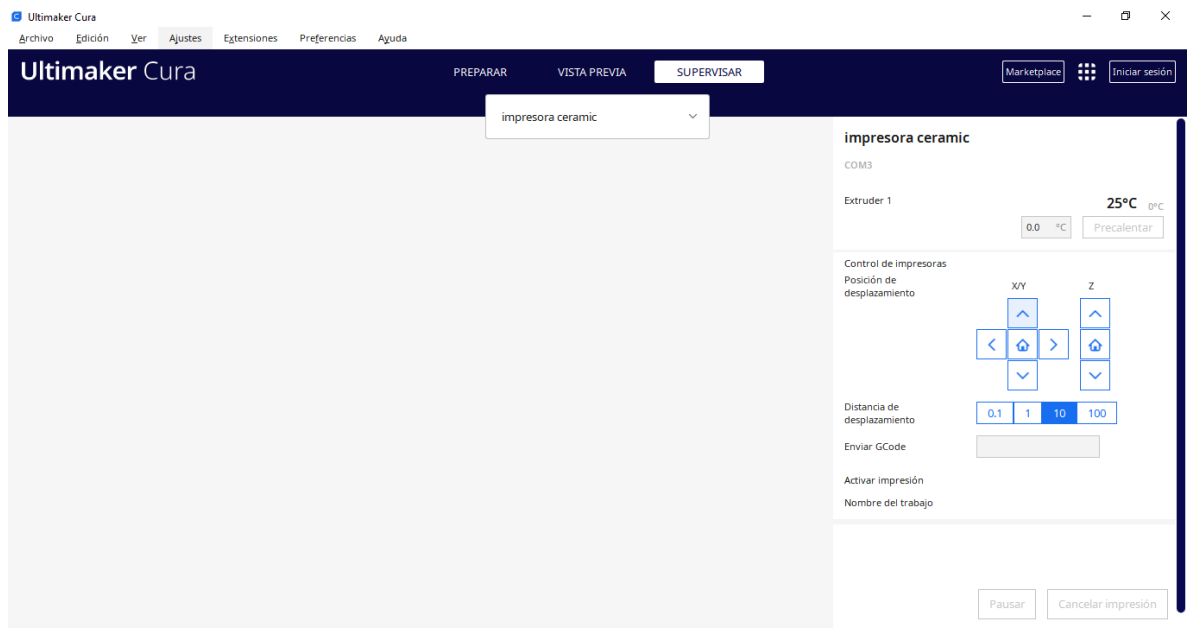 Ultimaker Cura
Archivo Edición Ver Ajustes Extensiones Preferencias Ayuda
Ultimaker Cura
PREPARAR VISTA PREVIA SUPERVISAR
Marketplace Iniciar sesión
impresora ceramic
impresora ceramic
COM3
Extruder 1 25°C 0°C
0.0 °C Precalentar
Control de impresoras
Posición de
desplazamiento
X/Y Z
Distancia de
desplazamiento
0.1 1 10 100
Enviar GCode
Activar impresión
Nombre del trabajo
Pausar Cancelar impresión